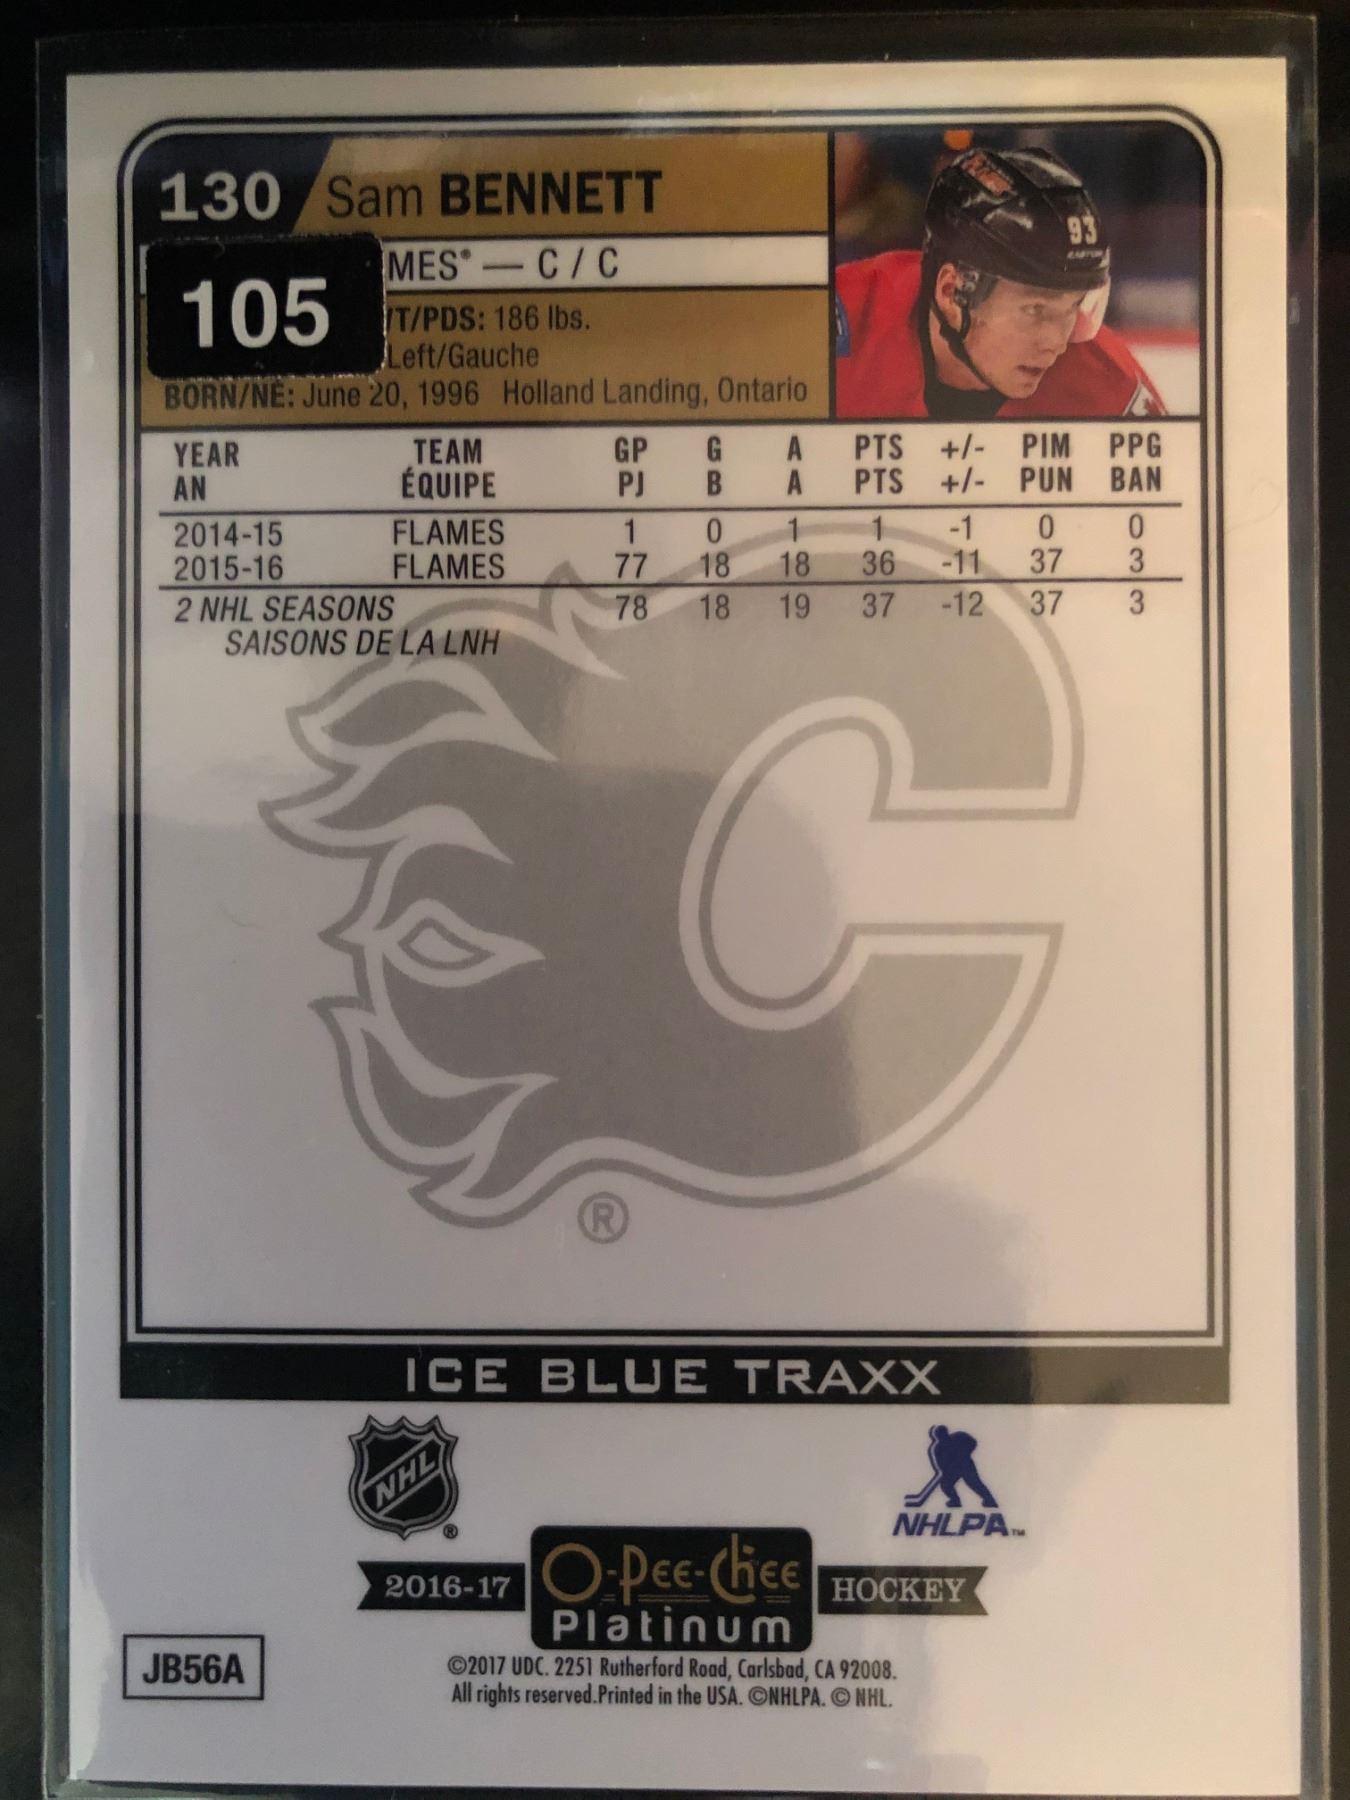 130 Sam BENNETT
105
MES® — C / C
T/PDS: 186 lbs.
Left/Gauche
BORN/NÉ: June 20, 1996 Holland Landing, Ontario
93
EASTON
YEAR TEAM GP G A PTS +/- PIM PPG
AN ÉQUIPE PJ B A PTS +/- PUN BAN
2014-15 FLAMES 1 0 1 1 -1 0 0
2015-16 FLAMES 77 18 18 36 -11 37 3
2 NHL SEASONS 78 18 19 37 -12 37 3
SAISONS DE LA LNH
®
ICE BLUE TRAXX
NHL ®
NHLPA™
2016-17 O-Pee-Chee HOCKEY
Platinum
JB56A
©2017 UDC. 2251 Rutherford Road, Carlsbad, CA 92008.
All rights reserved.Printed in the USA. ©NHLPA. © NHL.